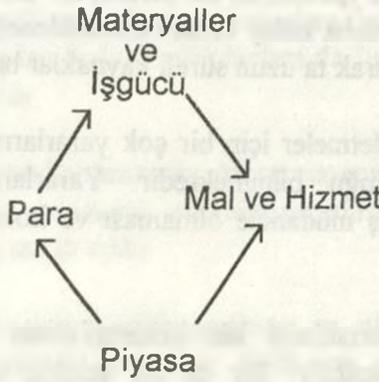 Materyaller
ve
İşgücü
Para
Mal ve Hizmet
Piyasa